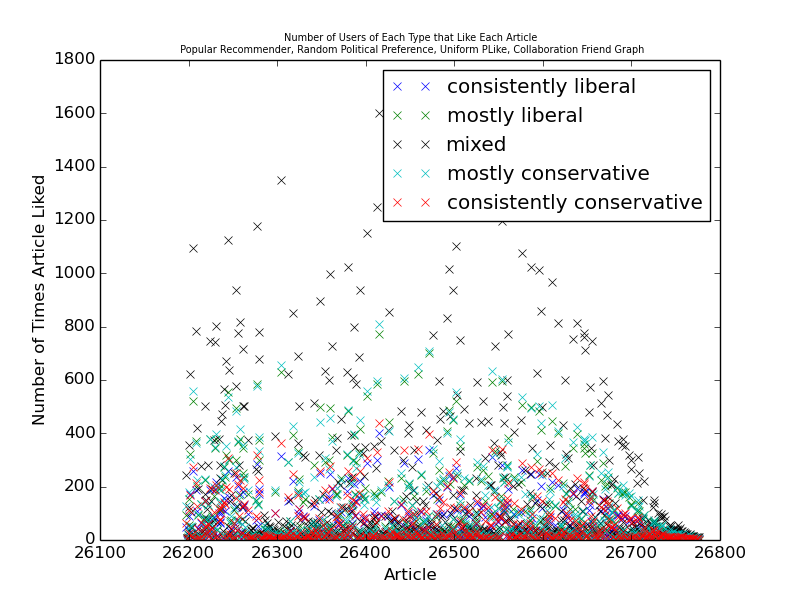 Number of Users of Each Type that Like Each Article
Popular Recommender, Random Political Preference, Uniform PLike, Collaboration Friend Graph
1800
1600
1400
1200
1000
800
600
400
200
0
Number of Times Article Liked
consistently liberal
mostly liberal
mixed
mostly conservative
consistently conservative
26100 26200 26300 26400 26500 26600 26700 26800
Article